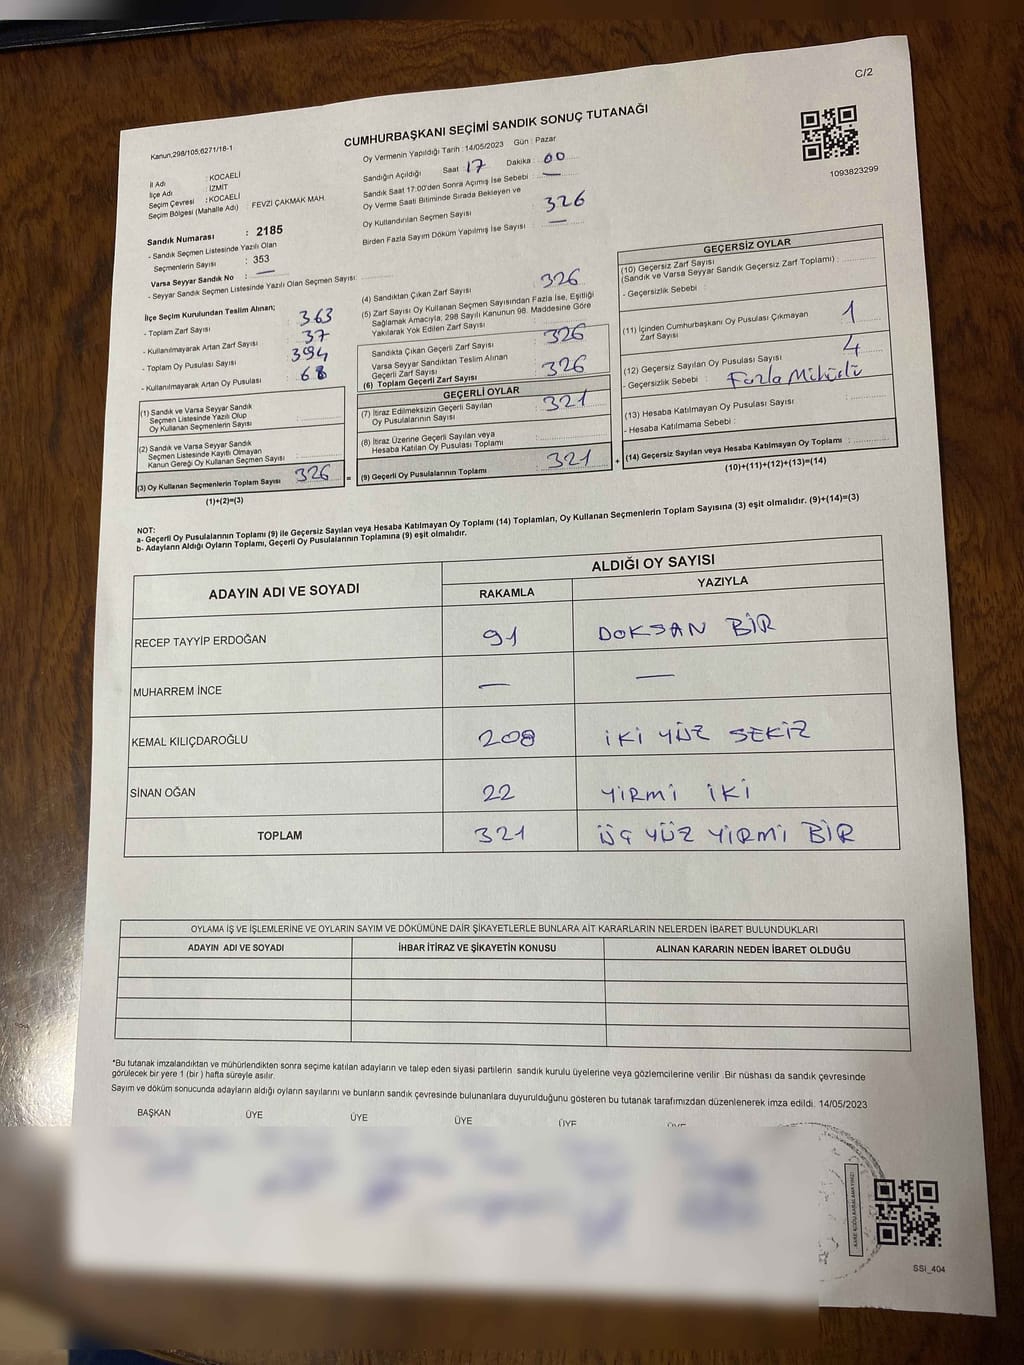 C/2
CUMHURBAŞKANI SEÇİMİ SANDIK SONUÇ TUTANAĞI
Kanun,298/105,6271/18-1
Oy Vermenin Yapıldığı Tarih :14/05/2023 Gün : Pazar
1093823299
İl Adı : KOCAELİ
İlçe Adı : İZMİT
Seçim Çevresi : KOCAELİ
Seçim Bölgesi (Mahalle Adı) : FEVZİ ÇAKMAK MAH.
Sandığın Açıldığı Saat : 17 Dakika : 00
Sandık Saat 17:00'den Sonra Açımış İse Sebebi : —
Oy Verme Saati Bitiminde Sırada Bekleyen ve
Oy Kullandırılan Seçmen Sayısı 326
Birden Fazla Sayım Döküm Yapılmış İse Sayısı : —
Sandık Numarası : 2185
- Sandık Seçmen Listesinde Yazılı Olan
Seçmenlerin Sayısı : 353
Varsa Seyyar Sandık No : —
- Seyyar Sandık Seçmen Listesinde Yazılı Olan Seçmen Sayısı:
İlçe Seçim Kurulundan Teslim Alınan;
- Toplam Zarf Sayısı 363
- Kullanılmayarak Artan Zarf Sayısı : 37
- Toplam Oy Pusulası Sayısı : 394
- Kullanılmayarak Artan Oy Pusulası : 68
(1) Sandık ve Varsa Seyyar Sandık
Seçmen Listesinde Yazılı Olup
Oy Kullanan Seçmenlerin Sayısı :
(2) Sandık ve Varsa Seyyar Sandık
Seçmen Listesinde Kayıtlı Olmayan
Kanun Gereği Oy Kullanan Seçmen Sayısı :
(3) Oy Kullanan Seçmenlerin Toplam Sayısı 326
(1)+(2)=(3)
=
(4) Sandıktan Çıkan Zarf Sayısı 326
(5) Zarf Sayısı Oy Kullanan Seçmen Sayısından Fazla İse, Eşitliği
Sağlamak Amacıyla, 298 Sayılı Kanunun 98. Maddesine Göre
Yakılarak Yok Edilen Zarf Sayısı :
Sandıkta Çıkan Geçerli Zarf Sayısı : 326
Varsa Seyyar Sandıktan Teslim Alınan
Geçerli Zarf Sayısı :
(6) Toplam Geçerli Zarf Sayısı : 326
GEÇERLİ OYLAR
(7) İtiraz Edilmeksizin Geçerli Sayılan
Oy Pusulalarının Sayısı : 321
(8) İtiraz Üzerine Geçerli Sayılan veya
Hesaba Katılan Oy Pusulası Toplamı :
(9) Geçerli Oy Pusulalarının Toplamı : 321
+
GEÇERSİZ OYLAR
(10) Geçersiz Zarf Sayısı
(Sandık ve Varsa Seyyar Sandık Geçersiz Zarf Toplamı) :
- Geçersizlik Sebebi :
(11) İçinden Cumhurbaşkanı Oy Pusulası Çıkmayan
Zarf Sayısı : 1
(12) Geçersiz Sayılan Oy Pusulası Sayısı : 4
- Geçersizlik Sebebi : Fazla Mühürlü
(13) Hesaba Katılmayan Oy Pusulası Sayısı :
- Hesaba Katılmama Sebebi :
(14) Geçersiz Sayılan veya Hesaba Katılmayan Oy Toplamı :
(10)+(11)+(12)+(13)=(14)
NOT:
a- Geçerli Oy Pusulalarının Toplamı (9) ile Geçersiz Sayılan veya Hesaba Katılmayan Oy Toplamı (14) Toplamları, Oy Kullanan Seçmenlerin Toplam Sayısına (3) eşit olmalıdır. (9)+(14)=(3)
b- Adayların Aldığı Oyların Toplamı, Geçerli Oy Pusulalarının Toplamına (9) eşit olmalıdır.
ADAYIN ADI VE SOYADI
ALDIĞI OY SAYISI
RAKAMLA YAZIYLA
RECEP TAYYİP ERDOĞAN 91 DOKSAN BİR
MUHARREM İNCE — —
KEMAL KILIÇDAROĞLU 208 İKİ YÜZ SEKİZ
SİNAN OĞAN 22 YİRMİ İKİ
TOPLAM 321 ÜÇ YÜZ YİRMİ BİR
OYLAMA İŞ VE İŞLEMLERİNE VE OYLARIN SAYIM VE DÖKÜMÜNE DAİR ŞİKAYETLERLE BUNLARA AİT KARARLARIN NELERDEN İBARET BULUNDUKLARI
ADAYIN ADI VE SOYADI İHBAR İTİRAZ VE ŞİKAYETİN KONUSU ALINAN KARARIN NEDEN İBARET OLDUĞU
*Bu tutanak imzalandıktan ve mühürlendikten sonra seçime katılan adayların ve talep eden siyasi partilerin sandık kurulu üyelerine veya gözlemcilerine verilir .Bir nüshası da sandık çevresinde
görülecek bir yere 1 (bir ) hafta süreyle asılır.
Sayım ve döküm sonucunda adayların aldığı oyların sayılarını ve bunların sandık çevresinde bulunanlara duyurulduğunu gösteren bu tutanak tarafımızdan düzenlenerek imza edildi. 14/05/2023
BAŞKAN ÜYE ÜYE ÜYE ÜYE ÜYE
SSİ_404